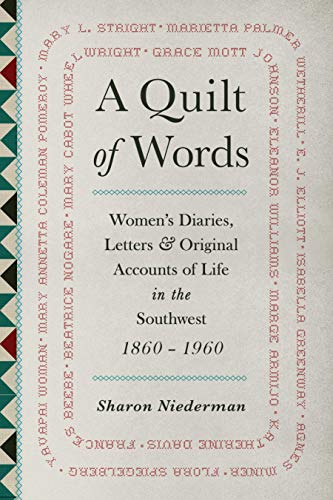 MARY L. STRIGHT · MARIETTA PALMER
WETHERILL · E. J. ELLIOTT · ISABELLA GREENWAY · AGNES
MINER · FLORA SPIEGELBERG ·
YAVAPAI WOMAN · MARY ANNETTA COLEMAN POMEROY ·
WRIGHT · GRACE MOTT
JOHNSON · ELEANOR WILLIAMS · MARGE ARMIJO ·
KATHERINE DAVIS · FRANCES
BEEBE · BEATRICE NOGARE · MARY CABOT WHEEL
A Quilt
of Words
Women's Diaries,
Letters & Original
Accounts of Life
in the
Southwest
1860 – 1960
Sharon Niederman